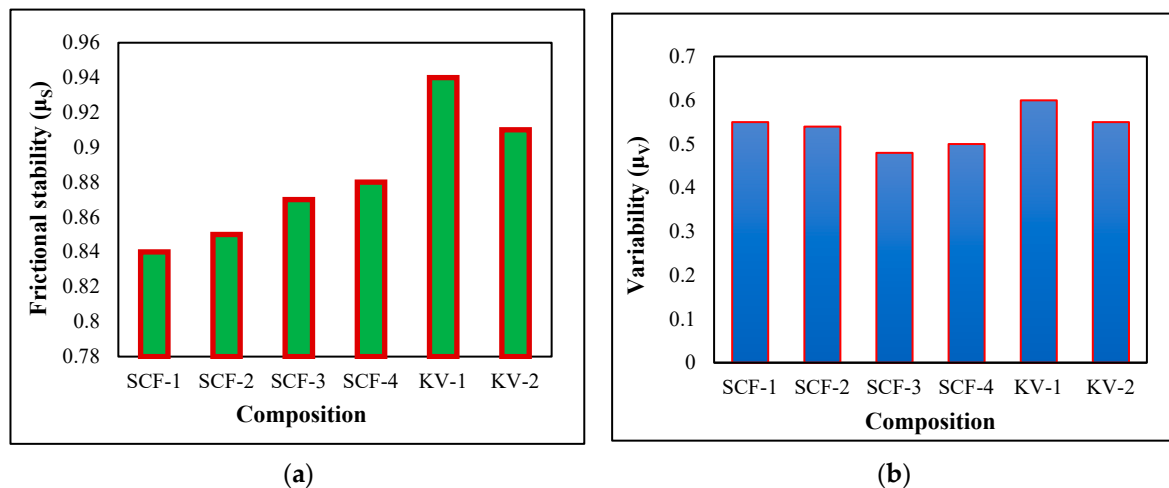 0.96
0.94
0.92
0.9
0.88
0.86
0.84
0.82
0.8
0.78
Frictional stability (μS)
SCF-1 SCF-2 SCF-3 SCF-4 KV-1 KV-2
Composition
(a)
0.7
0.6
0.5
0.4
0.3
0.2
0.1
0
Variability (μV)
SCF-1 SCF-2 SCF-3 SCF-4 KV-1 KV-2
Composition
(b)